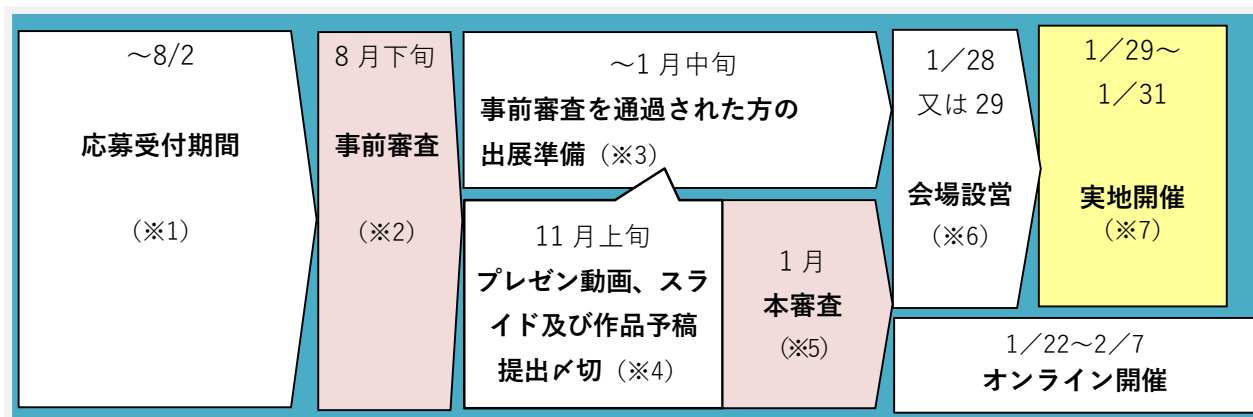 ～8/2
応募受付期間
（※1）
8 月下旬
事前審査
（※2）
～1 月中旬
事前審査を通過された方の
出展準備（※3）
11 月上旬
プレゼン動画、スラ
イド及び作品予稿
提出〆切（※4）
1 月
本審査
（※5）
1／28
又は 29
会場設営
（※6）
1／29～
1／31
実地開催
（※7）
1／22～2／7
オンライン開催